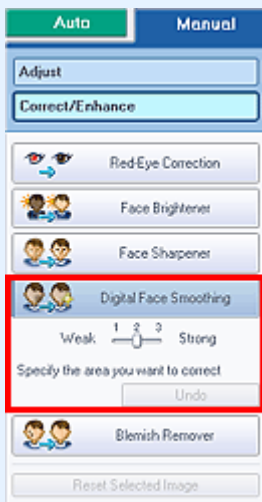 Auto Manual
Adjust
Correct/Enhance
Red-Eye Correction
Face Brightener
Face Sharpener
Digital Face Smoothing
1 2 3
Weak Strong
Specify the area you want to correct
Undo
Blemish Remover
Reset Selected Image